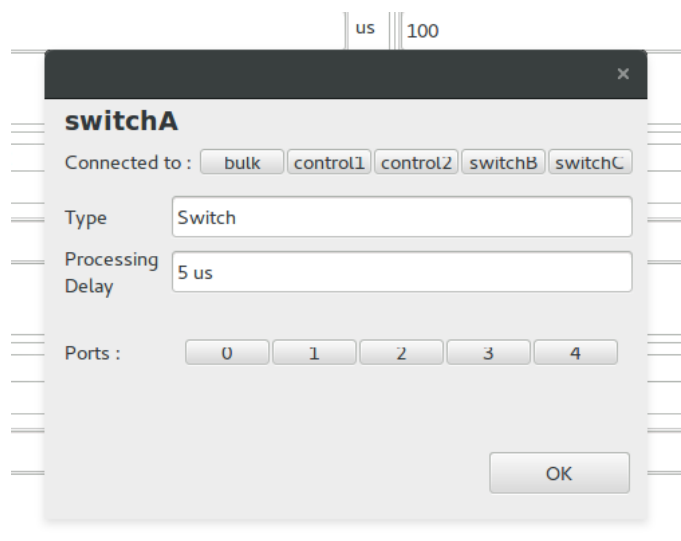 us 100
×
switchA
Connected to : bulk control1 control2 switchB switchC
Type Switch
Processing Delay 5 us
Ports : 0 1 2 3 4
OK